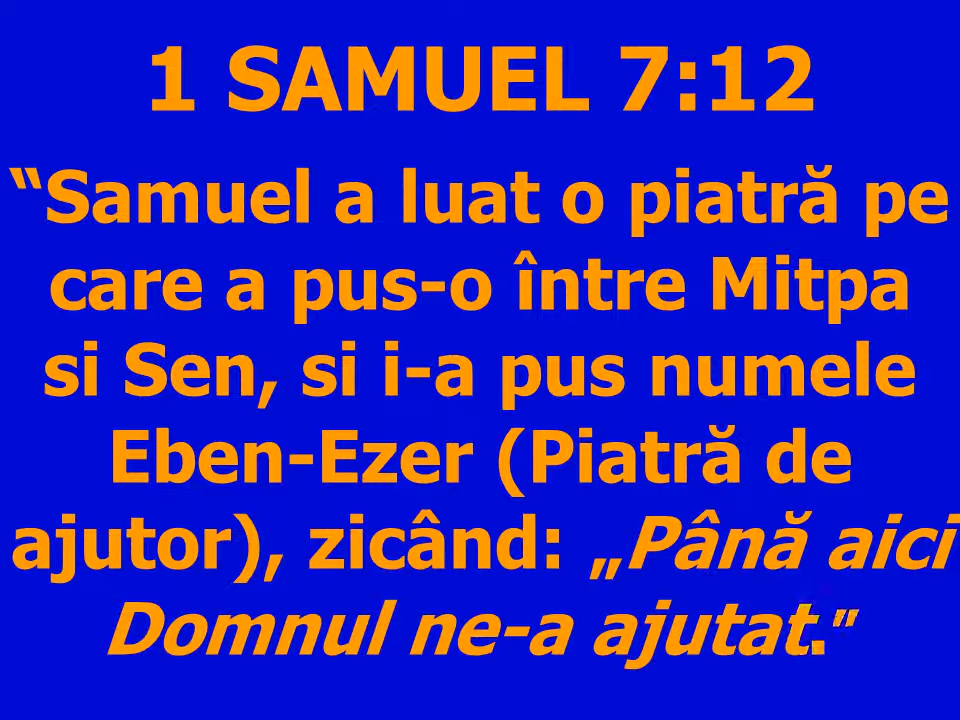 1 SAMUEL 7:12
“Samuel a luat o piatră pe
care a pus-o între Mitpa
si Sen, si i-a pus numele
Eben-Ezer (Piatră de
ajutor), zicând: „Până aici
Domnul ne-a ajutat.”